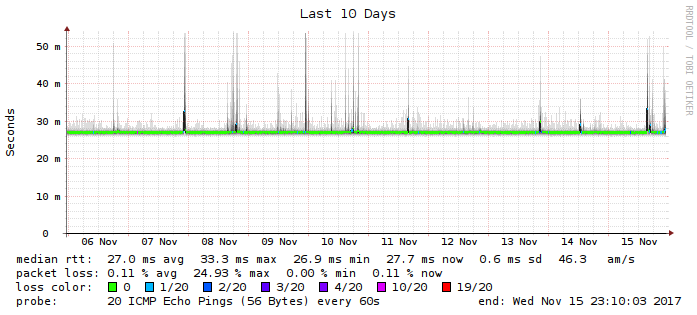 Last 10 Days
RRDTOOL / TOBI OETIKER
Seconds
50 m
40 m
30 m
20 m
10 m
0
06 Nov 07 Nov 08 Nov 09 Nov 10 Nov 11 Nov 12 Nov 13 Nov 14 Nov 15 Nov
median rtt: 27.0 ms avg 33.3 ms max 26.9 ms min 27.7 ms now 0.6 ms sd 46.3 am/s
packet loss: 0.11 % avg 24.93 % max 0.00 % min 0.11 % now
loss color: 0 1/20 2/20 3/20 4/20 10/20 19/20
probe: 20 ICMP Echo Pings (56 Bytes) every 60s end: Wed Nov 15 23:10:03 2017